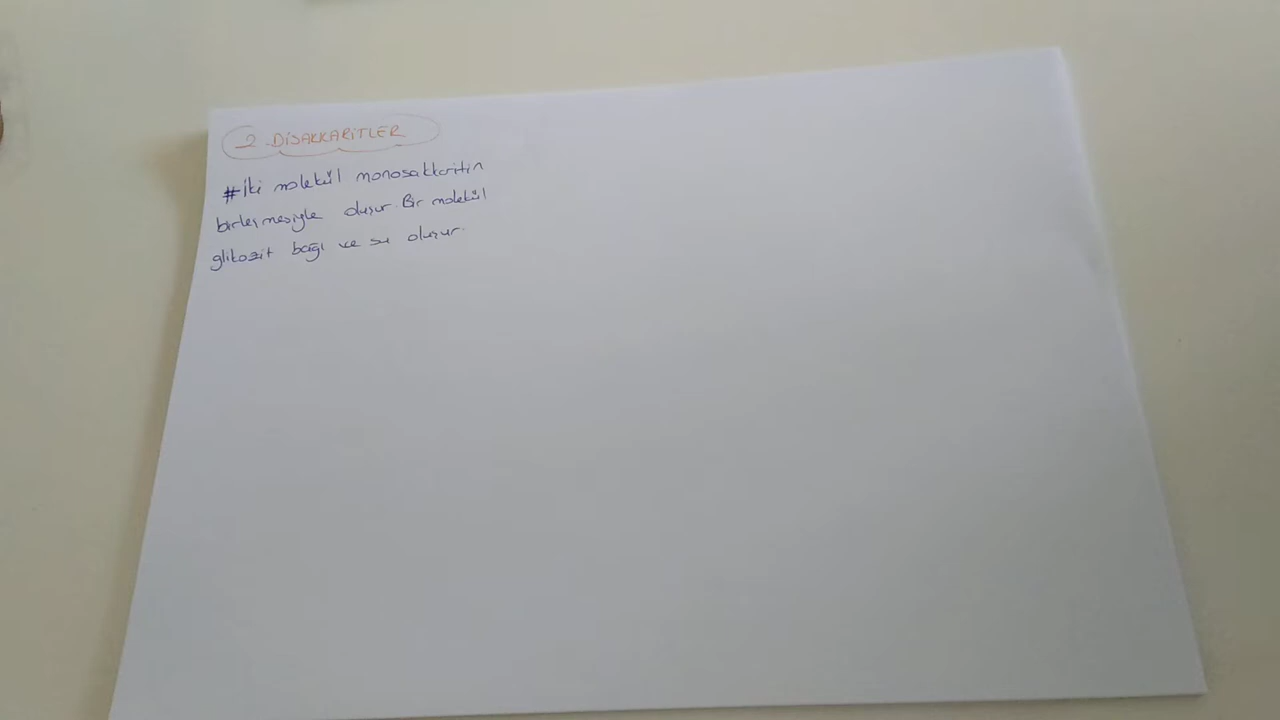 2. DİSAKKARİTLER
#İki molekül monosakkaritin
birleşmesiyle oluşur. Bir molekül
glikozit bağı ve su oluşur.